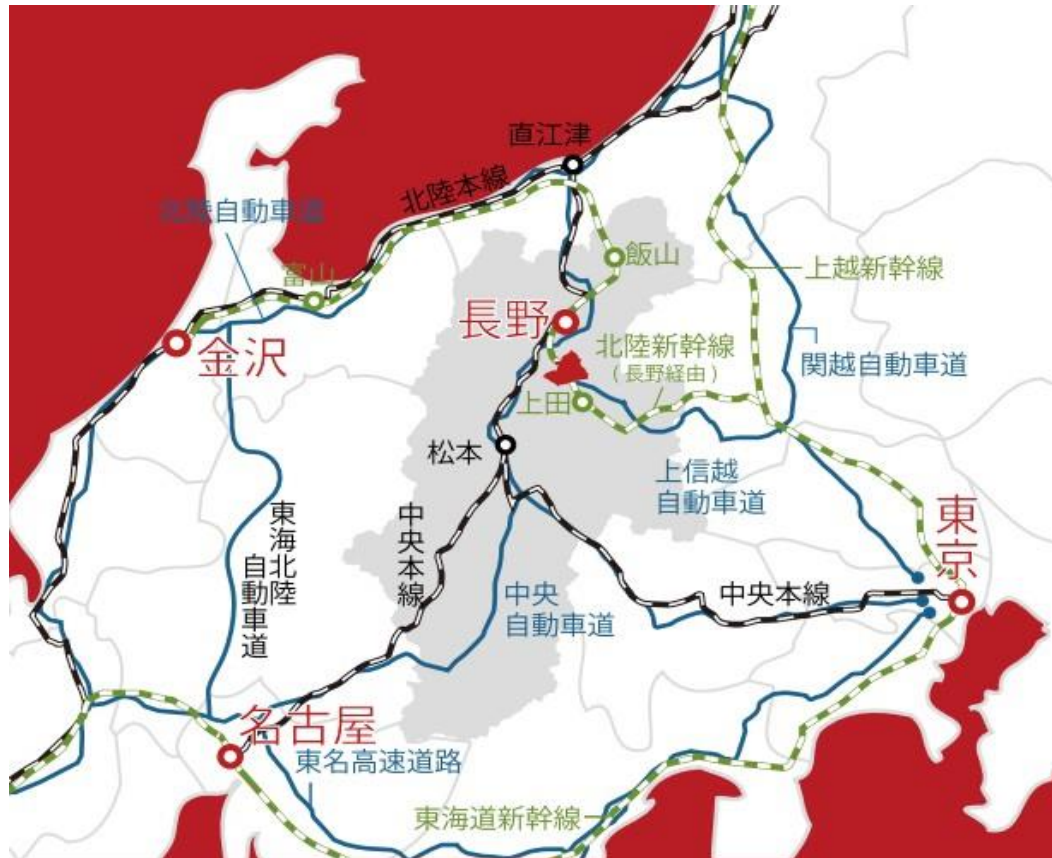 直江津
北陸本線
北陸自動車道
富山
飯山
上越新幹線
長野
金沢
北陸新幹線
(長野経由)
関越自動車道
上田
松本
上信越
自動車道
東海北陸
自動車道
中央本線
中央
自動車道
中央本線
東京
名古屋
東名高速道路
東海道新幹線